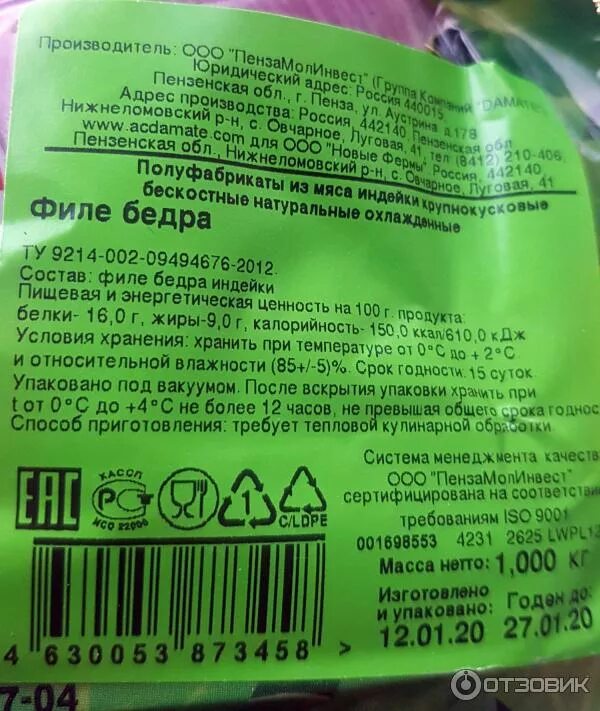 Производитель: ООО "ПензаМолИнвест" (Группа Компаний "DAMATE"
Юридический адрес: Россия 440015
Пензенская обл., г. Пенза, ул. Аустрина д.178
Адрес производства: Россия, 442140, Пензенская обл.
Нижнеломовский р-н, с. Овчарное, Луговая, 41, тел (8412) 210-406,
www.acdamate.com для ООО "Новые Фермы", Россия, 442140,
Пензенская обл., Нижнеломовский р-н, с. Овчарное, Луговая, 41
Полуфабрикаты из мяса индейки крупнокусковые
бескостные натуральные охлажденные
Филе бедра
ТУ 9214-002-09494676-2012.
Состав: филе бедра индейки
Пищевая и энергетическая ценность на 100 г. продукта:
белки- 16,0 г, жиры-9,0 г, калорийность- 150,0 ккал/610,0 кДж
Условия хранения: хранить при температуре от 0°С до + 2°С
и относительной влажности (85+/-5)%. Срок годности: 15 суток
Упаковано под вакуумом. После вскрытия упаковки хранить при
t от 0°С до +4°С не более 12 часов, не превышая общего срока годнос
Способ приготовления: требует тепловой кулинарной обработки
Система менеджмента качеств
ООО "ПензаМолИнвест"
сертифицирована на соответстви
требованиям ISO 9001
EAC
ХАССП
РСТ
ИСО 22000
1
C/LDPE
001698553 4231 2625 LWPL12
Масса нетто: 1,000 кг
Изготовлено
и упаковано:
12.01.20
Годен до:
27.01.20
4 630053 873458 >
7-04
ОТЗОВИК